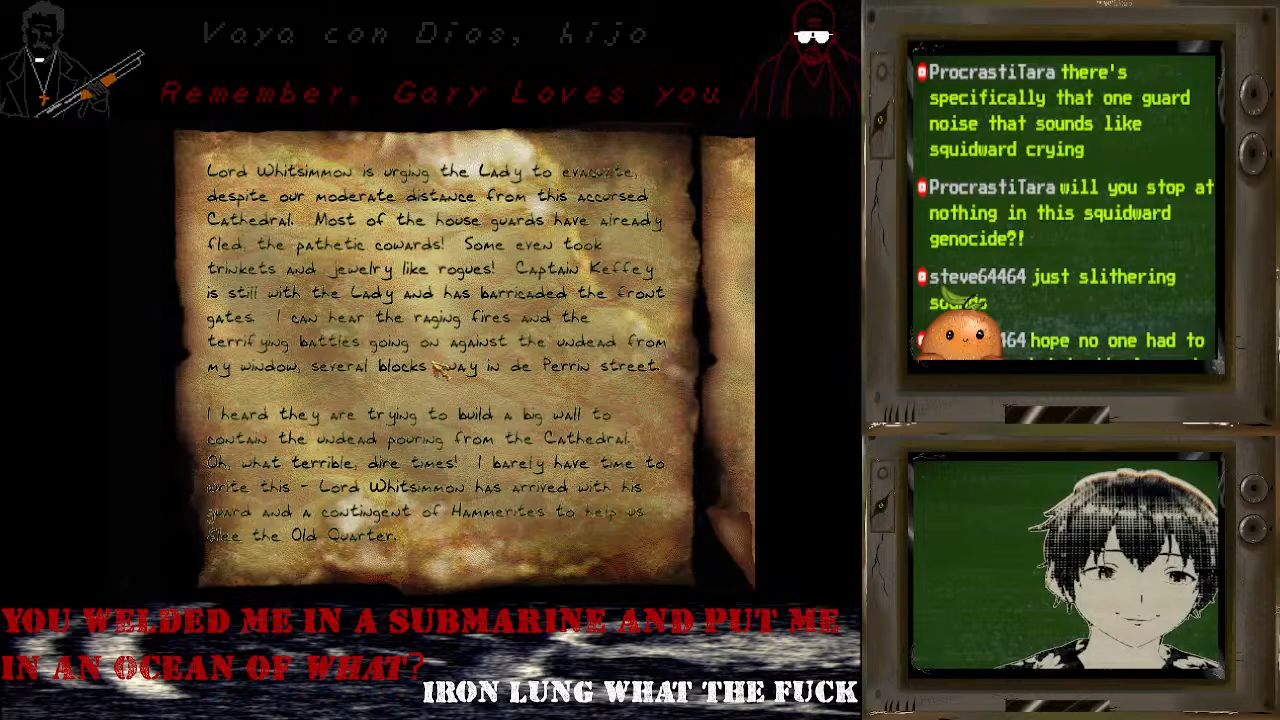 Vaya con Dios, hijo
Remember, Gary Loves you
Lord Whitsimmon is urging the Lady to evacuate,
despite our moderate distance from this accursed
Cathedral. Most of the house guards have already
fled, the pathetic cowards! Some even took
trinkets and jewelry like rogues! Captain Keffey
is still with the Lady and has barricaded the front
gates. I can hear the raging fires and the
terrifying battles going on against the undead from
my window, several blocks away in de Perrin street.
I heard they are trying to build a big wall to
contain the undead pouring from the Cathedral.
Oh, what terrible, dire times! I barely have time to
write this - Lord Whitsimmon has arrived with his
guard and a contingent of Hammerites to help us
flee the Old Quarter.
YOU WELDED ME IN A SUBMARINE AND PUT ME
IN AN OCEAN OF WHAT?
IRON LUNG WHAT THE FUCK
ProcrastiTara there's
specifically that one guard
noise that sounds like
squidward crying
ProcrastiTara will you stop at
nothing in this squidward
genocide?!
steve64464 just slithering
sounds
464 hope no one had to